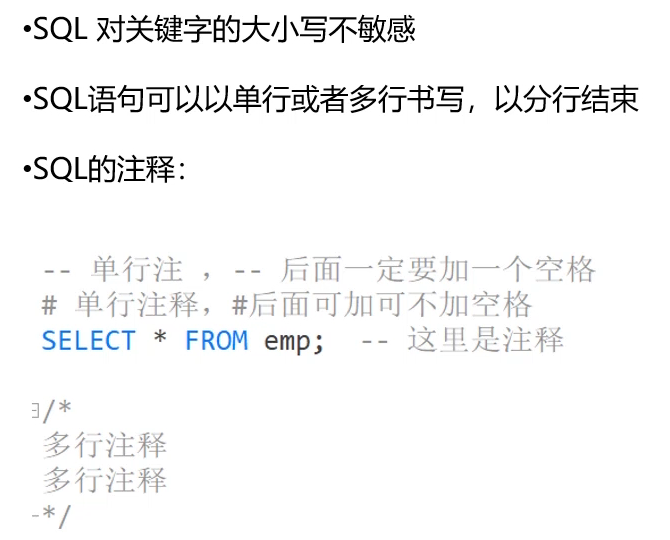 •SQL 对关键字的大小写不敏感
•SQL语句可以以单行或者多行书写，以分行结束
•SQL的注释：
-- 单行注 ，-- 后面一定要加一个空格
# 单行注释，#后面可加可不加空格
SELECT * FROM emp;  -- 这里是注释
/*
多行注释
多行注释
*/